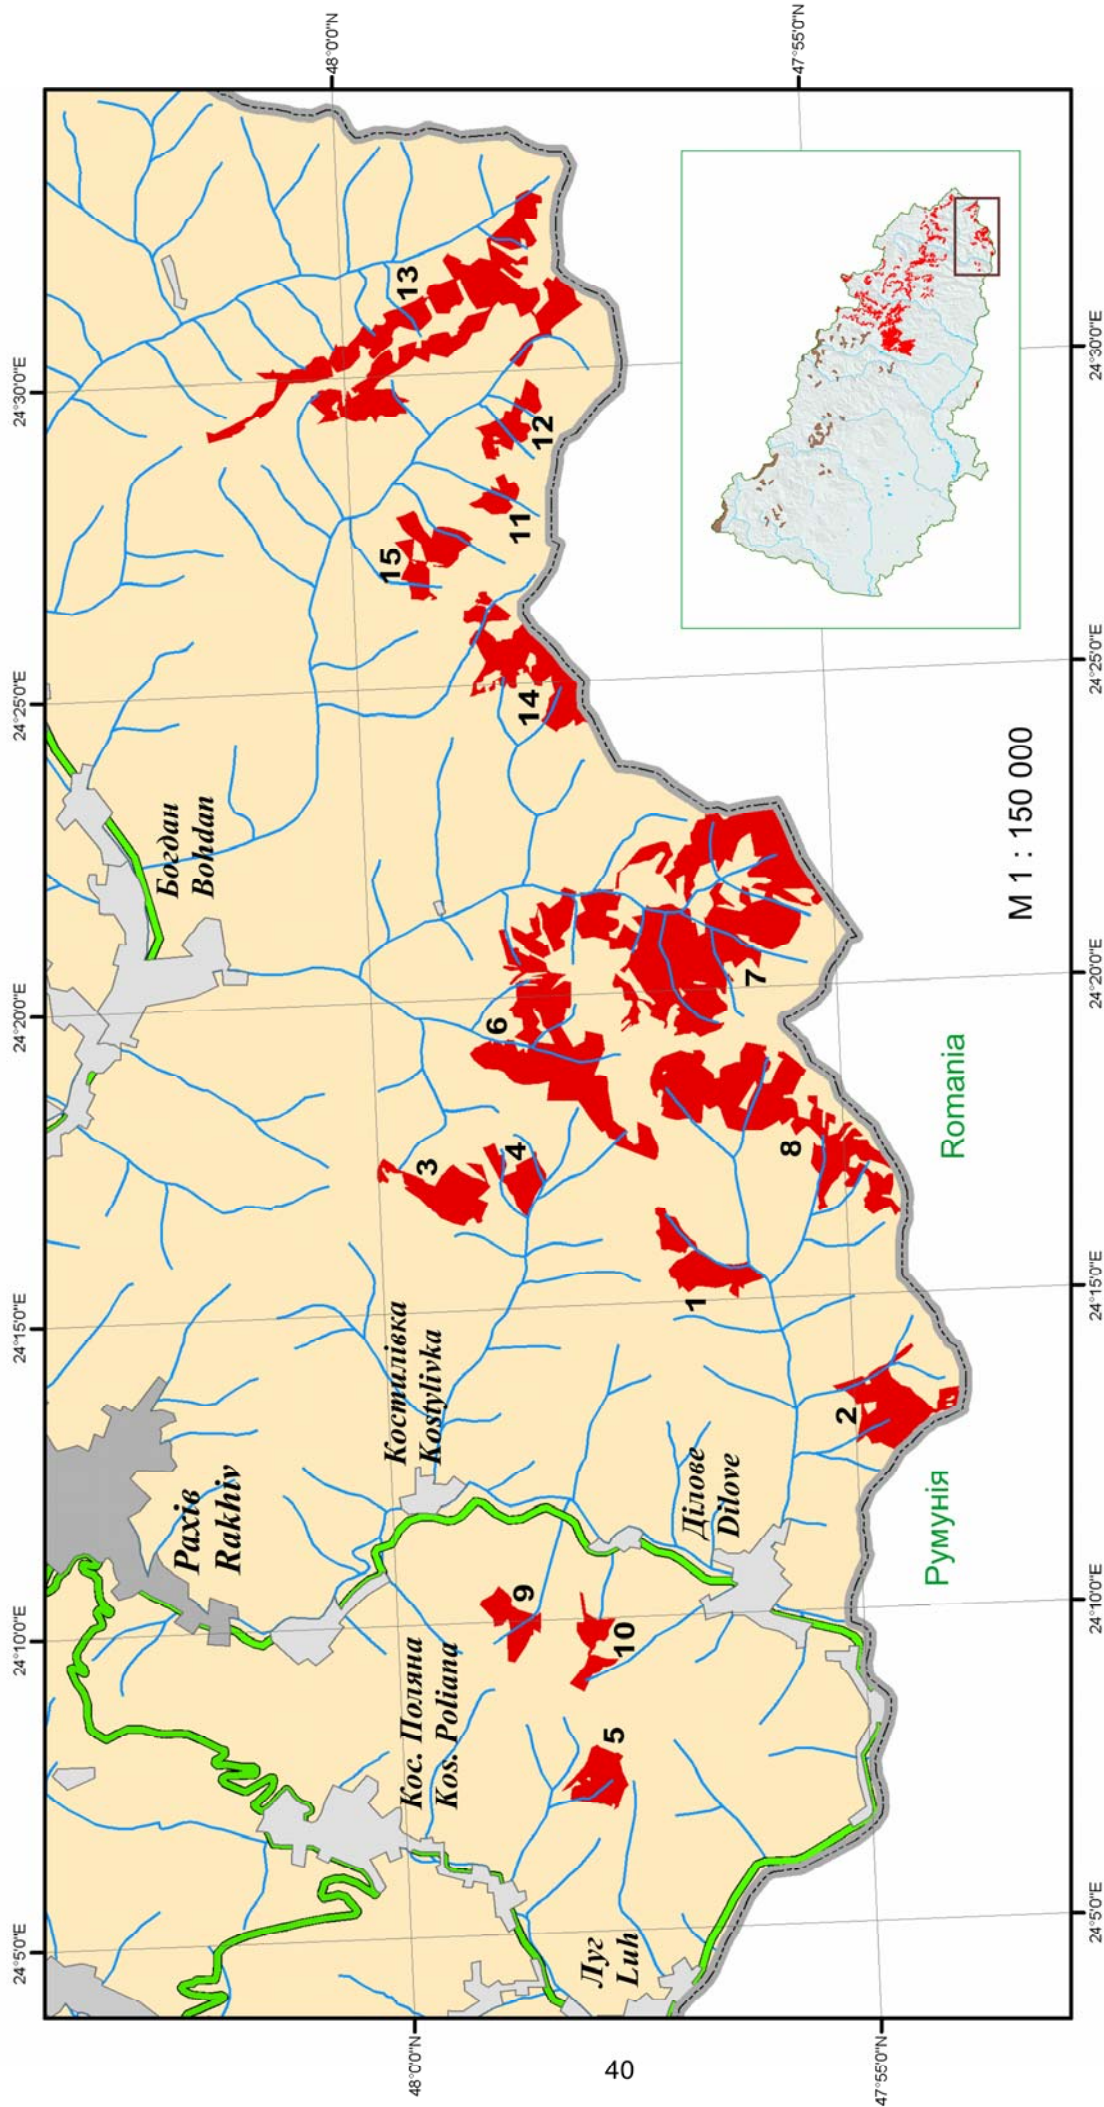 24°5'0"E
24°10'0"E
24°15'0"E
24°20'0"E
24°25'0"E
24°30'0"E
48°0'0"N
48°0'0"N
47°55'0"N
47°55'0"N
Рахів
Rakhiv
Богдан
Bohdan
Костилівка
Kostylivka
Кос. Поляна
Kos. Poliana
Луг
Luh
Ділове
Dilove
13
15
12
11
14
6
3
4
7
8
1
2
9
10
5
Румунія
Romania
M 1 : 150 000
24°5'0"E
24°10'0"E
24°15'0"E
24°20'0"E
24°25'0"E
24°30'0"E
40